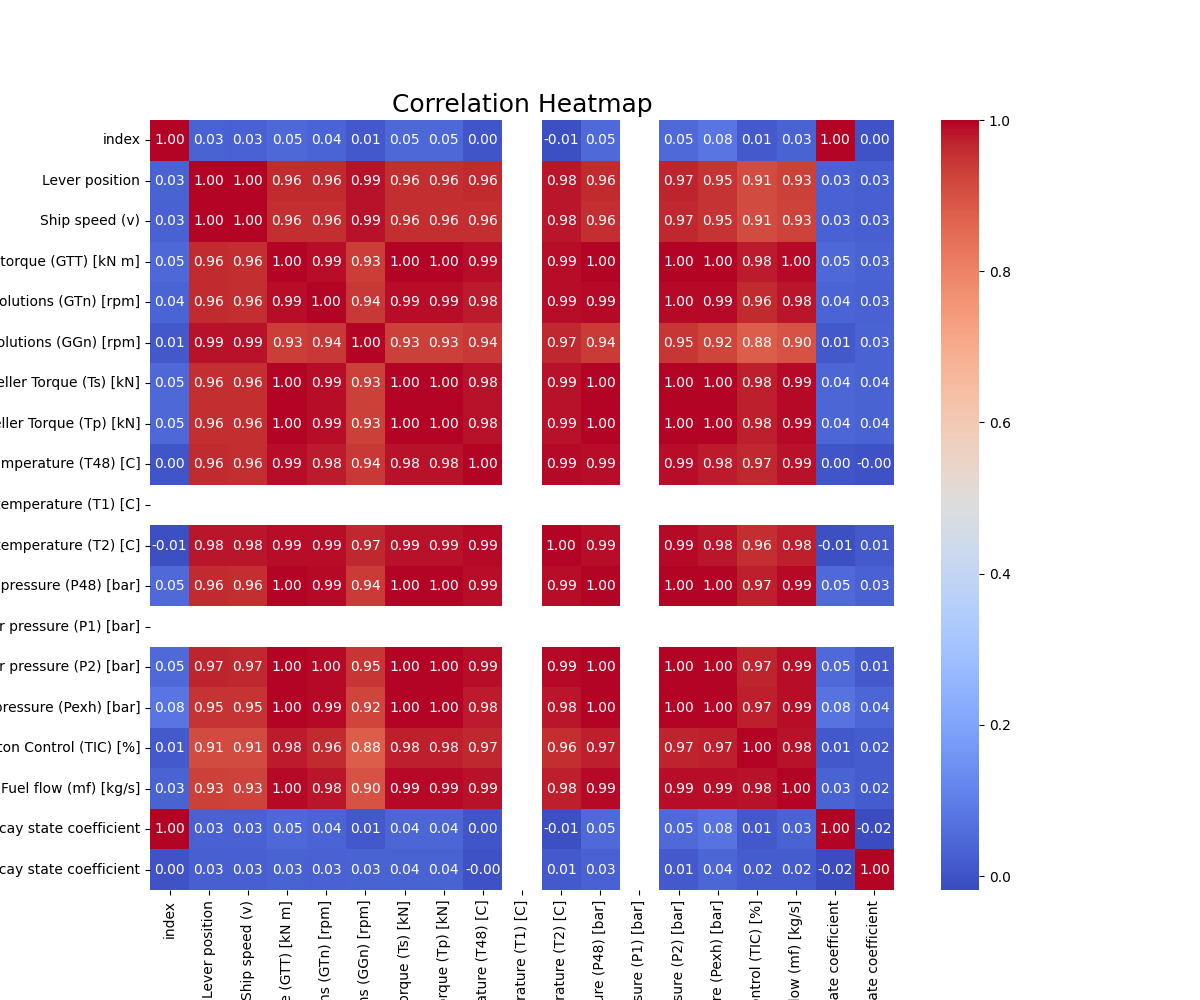 Correlation Heatmap
index 1.00 0.03 0.03 0.05 0.04 0.01 0.05 0.05 0.00 -0.01 0.05 0.05 0.08 0.01 0.03 1.00 0.00
Lever position 0.03 1.00 1.00 0.96 0.96 0.99 0.96 0.96 0.96 0.98 0.96 0.97 0.95 0.91 0.93 0.03 0.03
Ship speed (v) 0.03 1.00 1.00 0.96 0.96 0.99 0.96 0.96 0.96 0.98 0.96 0.97 0.95 0.91 0.93 0.03 0.03
torque (GTT) [kN m] 0.05 0.96 0.96 1.00 0.99 0.93 1.00 1.00 0.99 0.99 1.00 1.00 1.00 0.98 1.00 0.05 0.03
olutions (GTn) [rpm] 0.04 0.96 0.96 0.99 1.00 0.94 0.99 0.99 0.98 0.99 0.99 1.00 0.99 0.96 0.98 0.04 0.03
olutions (GGn) [rpm] 0.01 0.99 0.99 0.93 0.94 1.00 0.93 0.93 0.94 0.97 0.94 0.95 0.92 0.88 0.90 0.01 0.03
eller Torque (Ts) [kN] 0.05 0.96 0.96 1.00 0.99 0.93 1.00 1.00 0.98 0.99 1.00 1.00 1.00 0.98 0.99 0.04 0.04
eller Torque (Tp) [kN] 0.05 0.96 0.96 1.00 0.99 0.93 1.00 1.00 0.98 0.99 1.00 1.00 1.00 0.98 0.99 0.04 0.04
mperature (T48) [C] 0.00 0.96 0.96 0.99 0.98 0.94 0.98 0.98 1.00 0.99 0.99 0.99 0.98 0.97 0.99 0.00 -0.00
temperature (T1) [C]
temperature (T2) [C] -0.01 0.98 0.98 0.99 0.99 0.97 0.99 0.99 0.99 1.00 0.99 0.99 0.98 0.96 0.98 -0.01 0.01
pressure (P48) [bar] 0.05 0.96 0.96 1.00 0.99 0.94 1.00 1.00 0.99 0.99 1.00 1.00 1.00 0.97 0.99 0.05 0.03
r pressure (P1) [bar]
r pressure (P2) [bar] 0.05 0.97 0.97 1.00 1.00 0.95 1.00 1.00 0.99 0.99 1.00 1.00 1.00 0.97 0.99 0.05 0.01
pressure (Pexh) [bar] 0.08 0.95 0.95 1.00 0.99 0.92 1.00 1.00 0.98 0.98 1.00 1.00 1.00 0.97 0.99 0.08 0.04
ton Control (TIC) [%] 0.01 0.91 0.91 0.98 0.96 0.88 0.98 0.98 0.97 0.96 0.97 0.97 0.97 1.00 0.98 0.01 0.02
Fuel flow (mf) [kg/s] 0.03 0.93 0.93 1.00 0.98 0.90 0.99 0.99 0.99 0.98 0.99 0.99 0.99 0.98 1.00 0.03 0.02
cay state coefficient 1.00 0.03 0.03 0.05 0.04 0.01 0.04 0.04 0.00 -0.01 0.05 0.05 0.08 0.01 0.03 1.00 -0.02
cay state coefficient 0.00 0.03 0.03 0.03 0.03 0.03 0.04 0.04 -0.00 0.01 0.03 0.01 0.04 0.02 0.02 -0.02 1.00
index
Lever position
Ship speed (v)
e (GTT) [kN m]
ns (GTn) [rpm]
ns (GGn) [rpm]
orque (Ts) [kN]
orque (Tp) [kN]
ature (T48) [C]
erature (T1) [C]
erature (T2) [C]
ure (P48) [bar]
sure (P1) [bar]
sure (P2) [bar]
re (Pexh) [bar]
ontrol (TIC) [%]
low (mf) [kg/s]
ate coefficient
ate coefficient
1.0
0.8
0.6
0.4
0.2
0.0